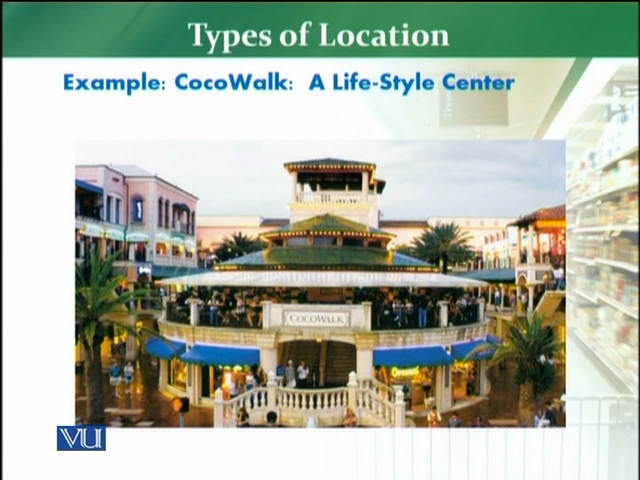 Types of Location
Example: CocoWalk: A Life-Style Center
COCOWALK
VU